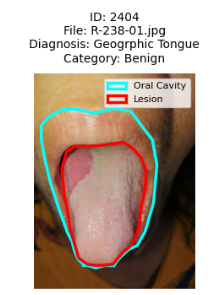 ID: 2404
File: R-238-01.jpg
Diagnosis: Geogrphic Tongue
Category: Benign
Oral Cavity
Lesion